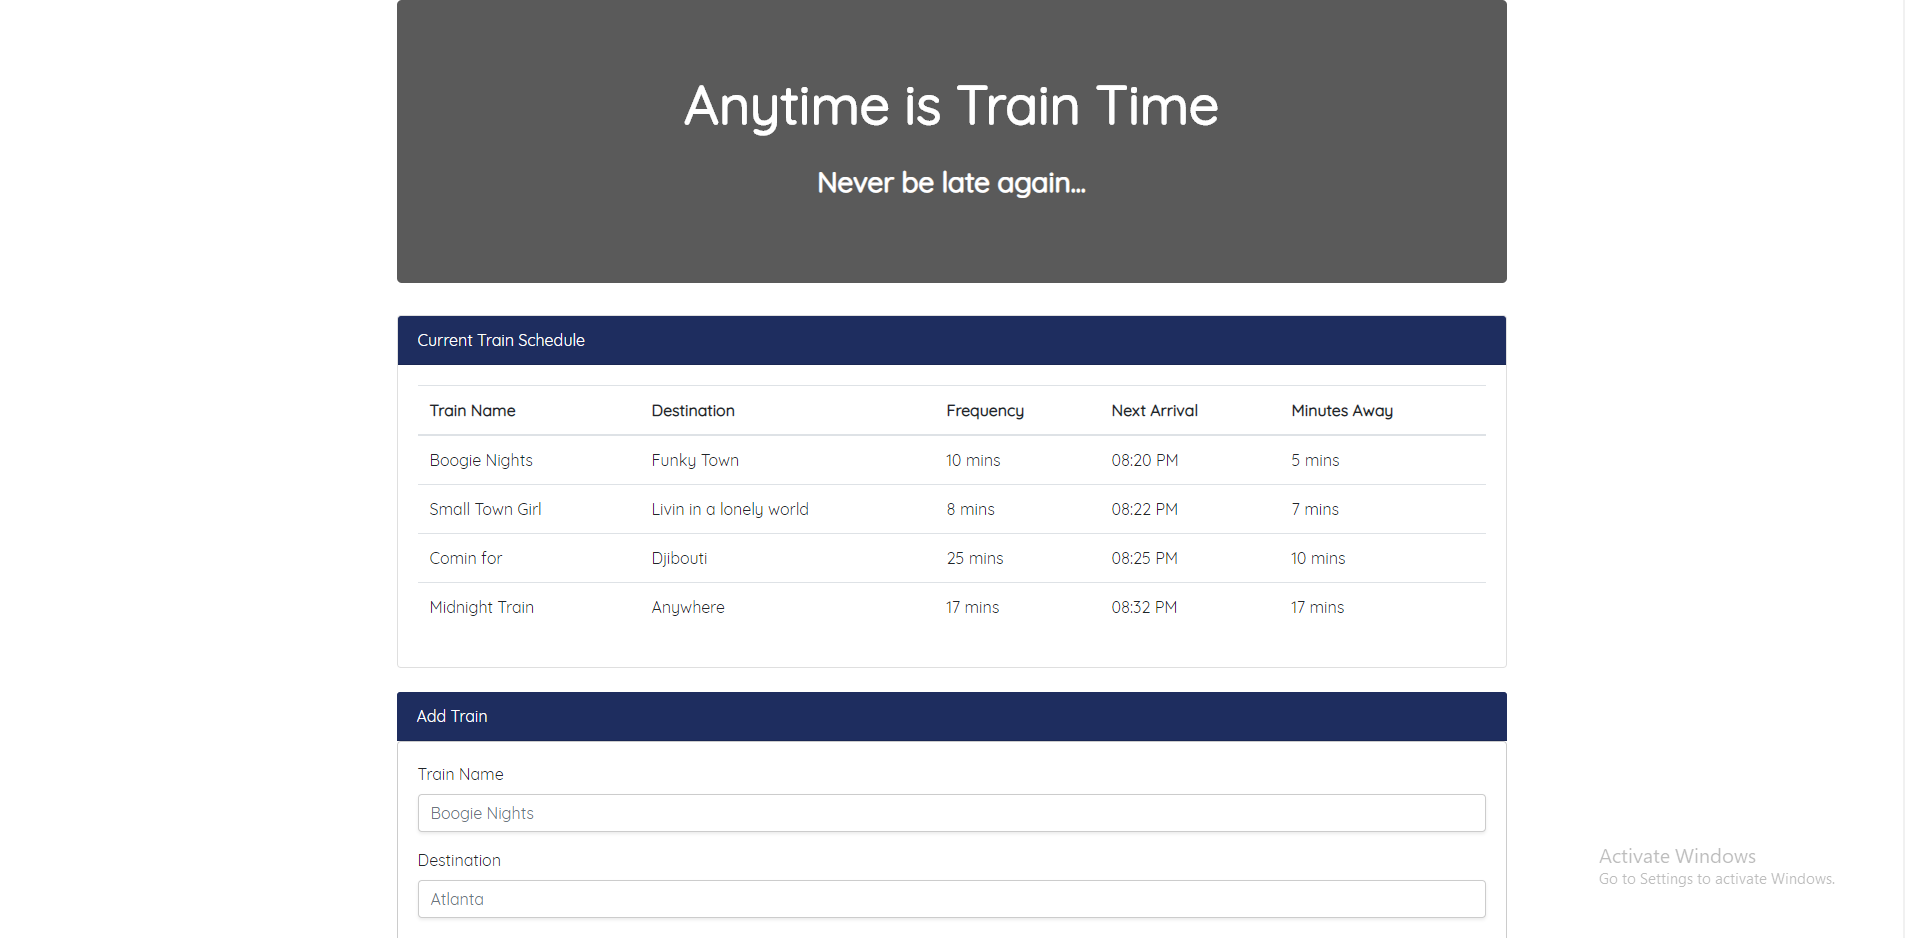 Anytime is Train Time
Never be late again...
Current Train Schedule
Train Name Destination Frequency Next Arrival Minutes Away
Boogie Nights Funky Town 10 mins 08:20 PM 5 mins
Small Town Girl Livin in a lonely world 8 mins 08:22 PM 7 mins
Comin for Djibouti 25 mins 08:25 PM 10 mins
Midnight Train Anywhere 17 mins 08:32 PM 17 mins
Add Train
Train Name
Boogie Nights
Destination
Atlanta
Activate Windows
Go to Settings to activate Windows.